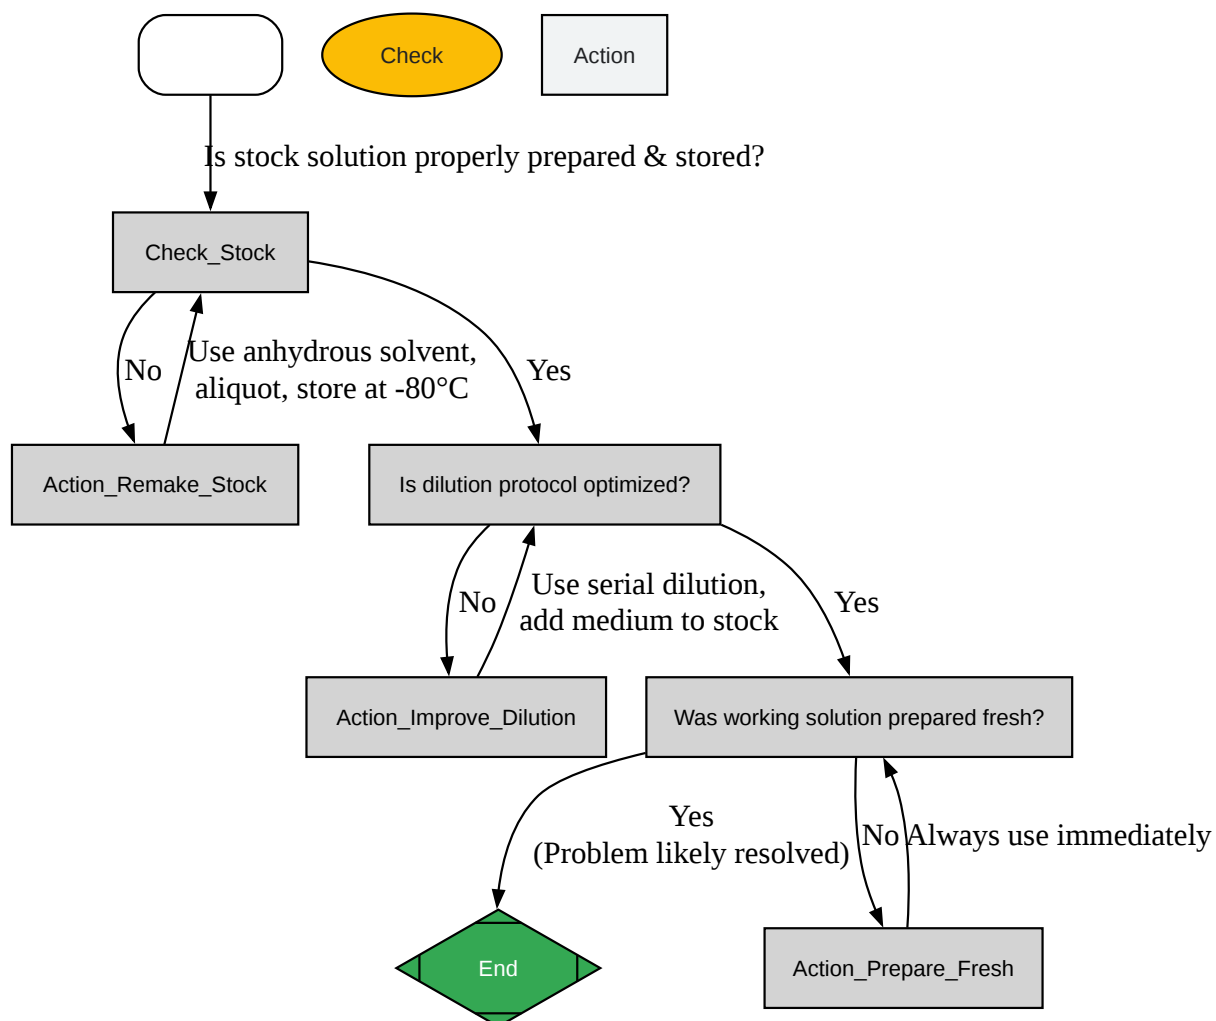 Check
Action
Is stock solution properly prepared & stored?
Check_Stock
No
Use anhydrous solvent,
aliquot, store at -80°C
Yes
Action_Remake_Stock
Is dilution protocol optimized?
No
Use serial dilution,
add medium to stock
Yes
Action_Improve_Dilution
Was working solution prepared fresh?
Yes
(Problem likely resolved)
No
Always use immediately
End
Action_Prepare_Fresh